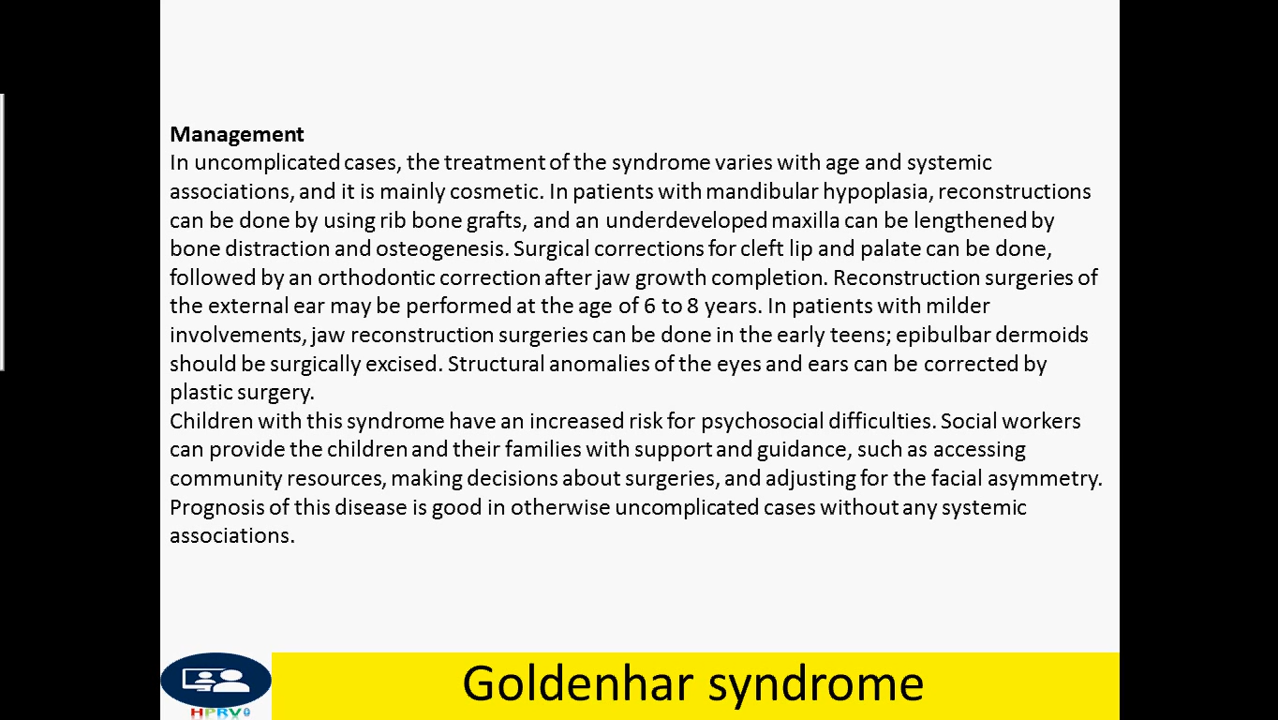 Management
In uncomplicated cases, the treatment of the syndrome varies with age and systemic
associations, and it is mainly cosmetic. In patients with mandibular hypoplasia, reconstructions
can be done by using rib bone grafts, and an underdeveloped maxilla can be lengthened by
bone distraction and osteogenesis. Surgical corrections for cleft lip and palate can be done,
followed by an orthodontic correction after jaw growth completion. Reconstruction surgeries of
the external ear may be performed at the age of 6 to 8 years. In patients with milder
involvements, jaw reconstruction surgeries can be done in the early teens; epibulbar dermoids
should be surgically excised. Structural anomalies of the eyes and ears can be corrected by
plastic surgery.
Children with this syndrome have an increased risk for psychosocial difficulties. Social workers
can provide the children and their families with support and guidance, such as accessing
community resources, making decisions about surgeries, and adjusting for the facial asymmetry.
Prognosis of this disease is good in otherwise uncomplicated cases without any systemic
associations.
Goldenhar syndrome